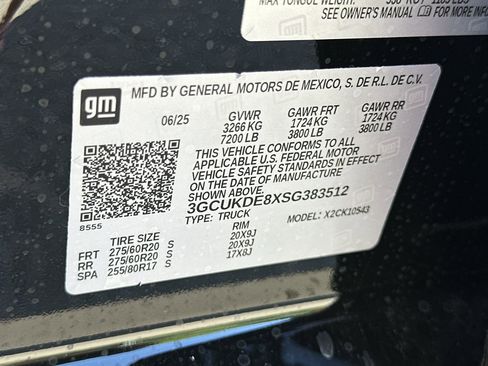 SEE OWNER'S MANUAL FOR MORE INFO
gm
MFD BY GENERAL MOTORS DE MEXICO, S. DE R.L. DE C.V.
06/25 GVWR GAWR FRT GAWR RR
3266 KG 1724 KG 1724 KG
7200 LB 3800 LB 3800 LB
THIS VEHICLE CONFORMS TO ALL
APPLICABLE U.S. FEDERAL MOTOR
VEHICLE SAFETY STANDARDS IN EFFECT
ON THE DATE OF MANUFACTURE SHOWN ABOVE.
3GCUKDE8XSG383512
8555 TYPE: TRUCK MODEL: X2CK10543
TIRE SIZE RIM
FRT 275/60R20 S 20X9J
RR 275/60R20 S 20X9J
SPA 255/80R17 S 17X8J